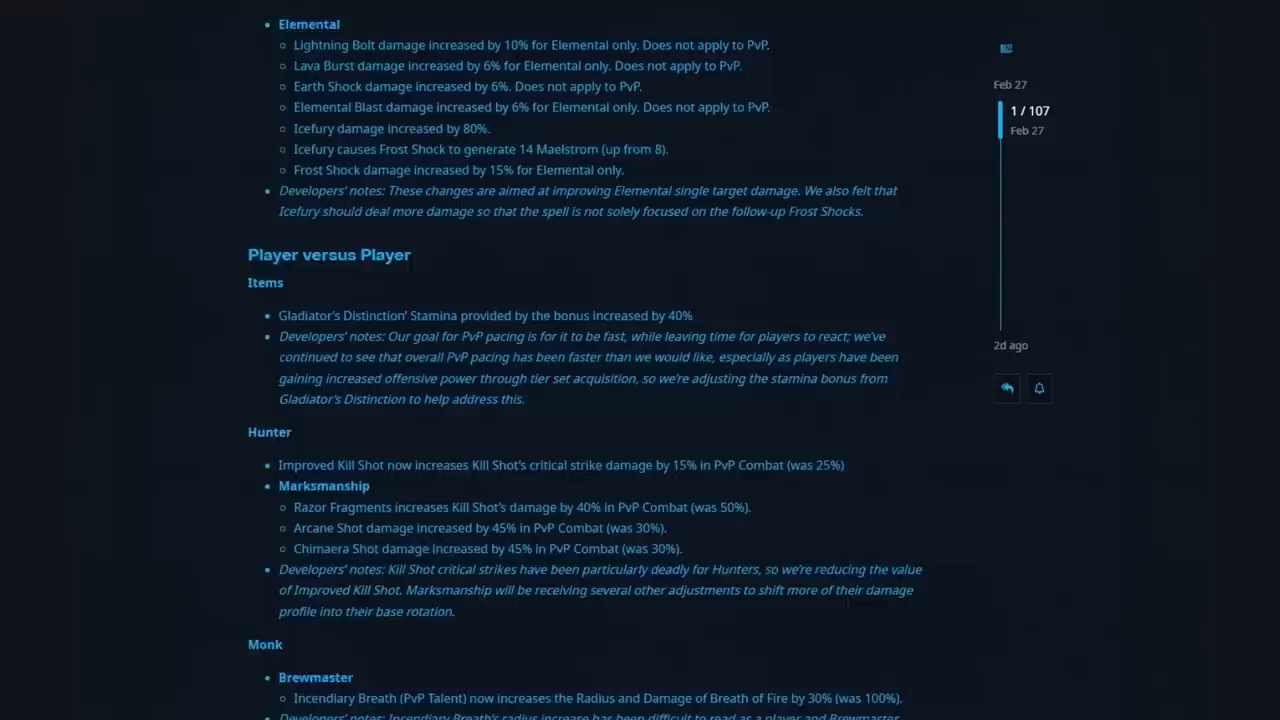 Elemental
Lightning Bolt damage increased by 10% for Elemental only. Does not apply to PvP.
Lava Burst damage increased by 6% for Elemental only. Does not apply to PvP.
Earth Shock damage increased by 6%. Does not apply to PvP.
Elemental Blast damage increased by 6% for Elemental only. Does not apply to PvP.
Icefury damage increased by 80%.
Icefury causes Frost Shock to generate 14 Maelstrom (up from 8).
Frost Shock damage increased by 15% for Elemental only.
Developers' notes: These changes are aimed at improving Elemental single target damage. We also felt that
Icefury should deal more damage so that the spell is not solely focused on the follow-up Frost Shocks.
Player versus Player
Items
Gladiator's Distinction' Stamina provided by the bonus increased by 40%
Developers' notes: Our goal for PvP pacing is for it to be fast, while leaving time for players to react; we've
continued to see that overall PvP pacing has been faster than we would like, especially as players have been
gaining increased offensive power through tier set acquisition, so we're adjusting the stamina bonus from
Gladiator's Distinction to help address this.
Hunter
Improved Kill Shot now increases Kill Shot's critical strike damage by 15% in PvP Combat (was 25%)
Marksmanship
Razor Fragments increases Kill Shot's damage by 40% in PvP Combat (was 50%).
Arcane Shot damage increased by 45% in PvP Combat (was 30%).
Chimaera Shot damage increased by 45% in PvP Combat (was 30%).
Developers' notes: Kill Shot critical strikes have been particularly deadly for Hunters, so we're reducing the value
of Improved Kill Shot. Marksmanship will be receiving several other adjustments to shift more of their damage
profile into their base rotation.
Monk
Brewmaster
Incendiary Breath (PvP Talent) now increases the Radius and Damage of Breath of Fire by 30% (was 100%).
Developers' notes: Incendiary Breath's radius increase has been difficult to read as a player and Brewmaster
Feb 27
1 / 107
Feb 27
2d ago